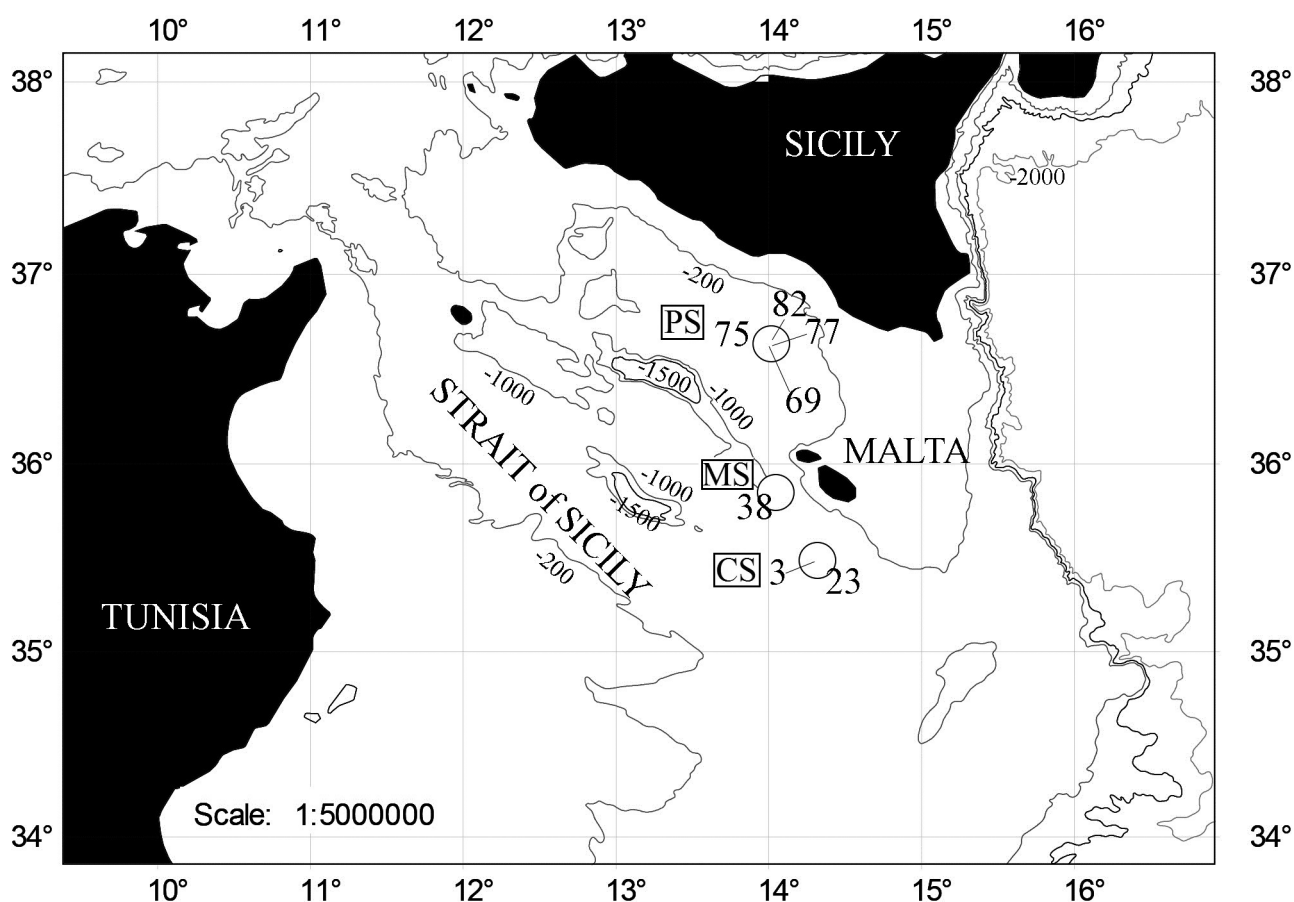 10° 11° 12° 13° 14° 15° 16°
38° 38°
SICILY
-2000
37° 37°
-200
82
PS 75 77
-1500
-1000
-1000
69
STRAIT of SICILY
36° MALTA 36°
MS
-1000
38
-1500
-200
CS 3 23
TUNISIA
35° 35°
Scale: 1:5000000
34° 34°
10° 11° 12° 13° 14° 15° 16°